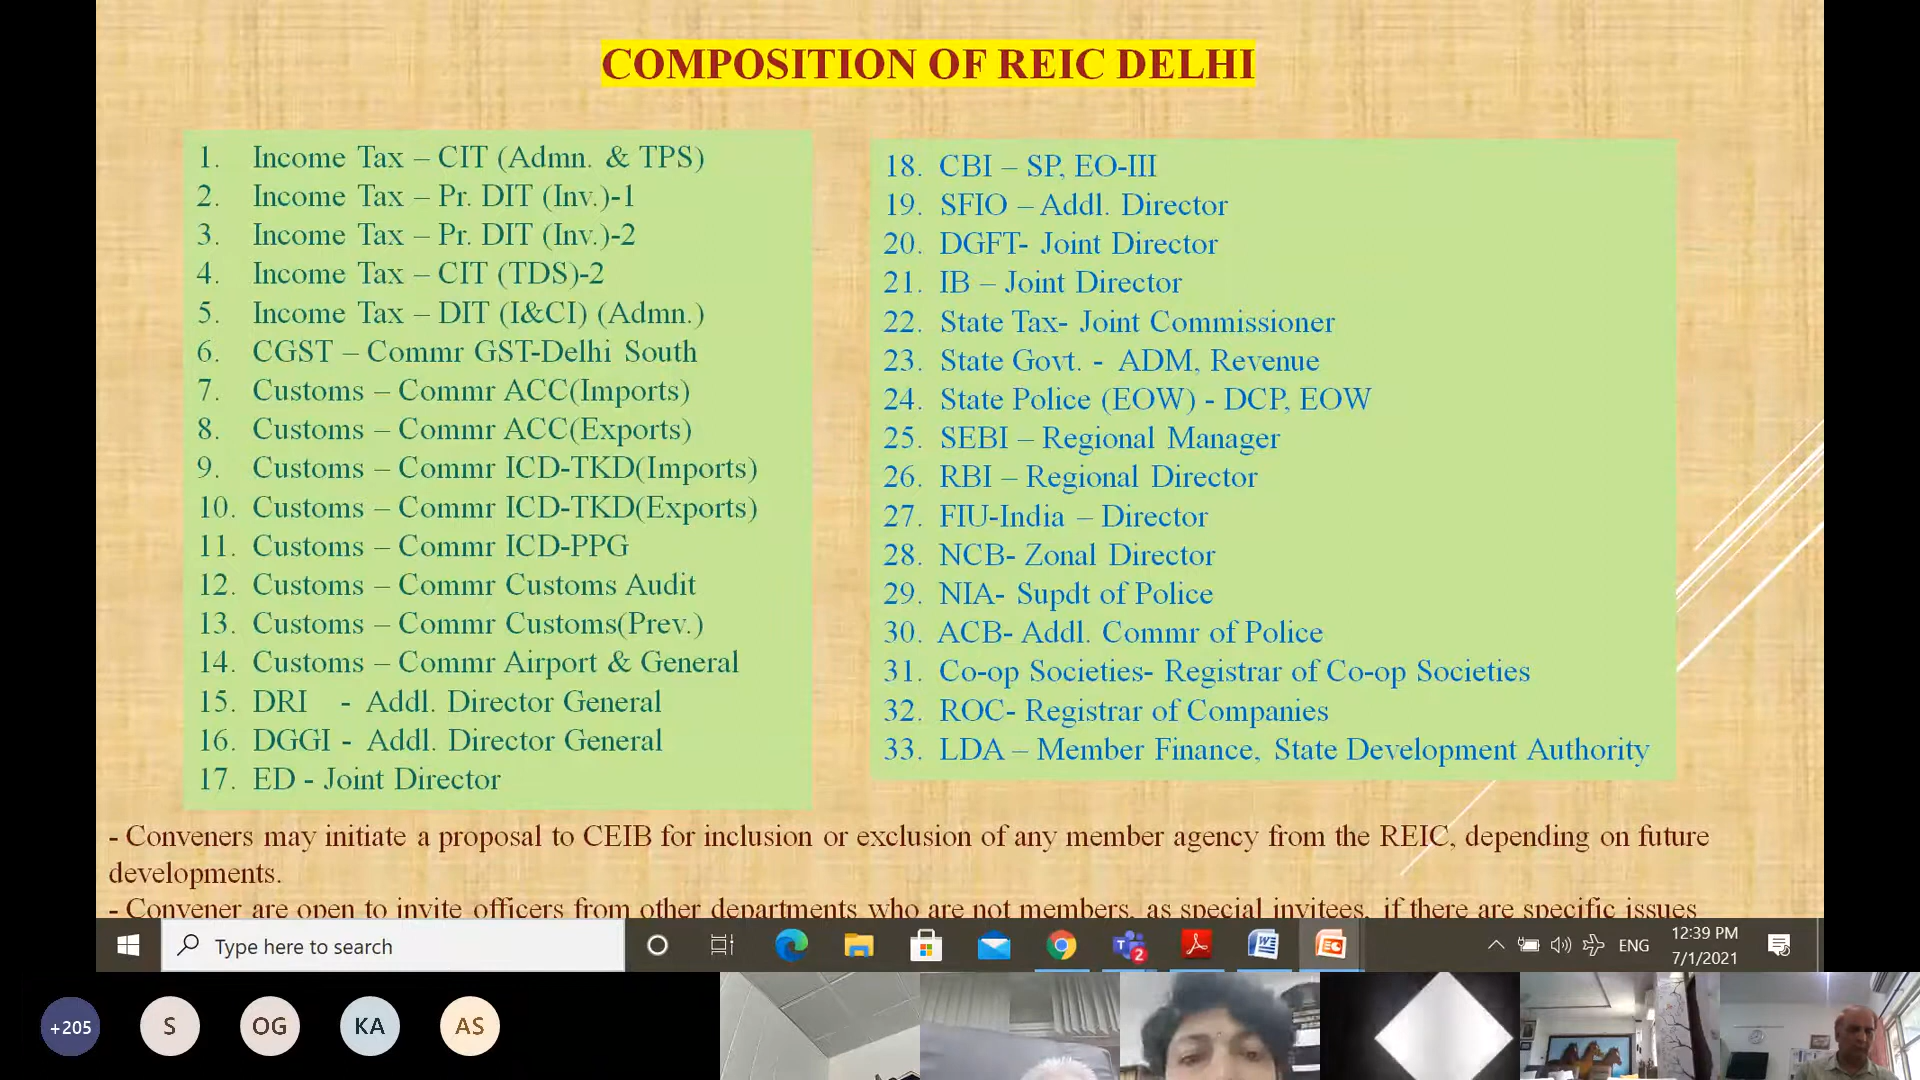 COMPOSITION OF REIC DELHI
1. Income Tax – CIT (Admn. & TPS)
2. Income Tax – Pr. DIT (Inv.)-1
3. Income Tax – Pr. DIT (Inv.)-2
4. Income Tax – CIT (TDS)-2
5. Income Tax – DIT (I&CI) (Admn.)
6. CGST – Commr GST-Delhi South
7. Customs – Commr ACC(Imports)
8. Customs – Commr ACC(Exports)
9. Customs – Commr ICD-TKD(Imports)
10. Customs – Commr ICD-TKD(Exports)
11. Customs – Commr ICD-PPG
12. Customs – Commr Customs Audit
13. Customs – Commr Customs(Prev.)
14. Customs – Commr Airport & General
15. DRI - Addl. Director General
16. DGGI - Addl. Director General
17. ED - Joint Director
18. CBI – SP, EO-III
19. SFIO – Addl. Director
20. DGFT- Joint Director
21. IB – Joint Director
22. State Tax- Joint Commissioner
23. State Govt. - ADM, Revenue
24. State Police (EOW) - DCP, EOW
25. SEBI – Regional Manager
26. RBI – Regional Director
27. FIU-India – Director
28. NCB- Zonal Director
29. NIA- Supdt of Police
30. ACB- Addl. Commr of Police
31. Co-op Societies- Registrar of Co-op Societies
32. ROC- Registrar of Companies
33. LDA – Member Finance, State Development Authority
- Conveners may initiate a proposal to CEIB for inclusion or exclusion of any member agency from the REIC, depending on future
developments.
- Convener are open to invite officers from other departments who are not members, as special invitees, if there are specific issues
Type here to search
2
ENG
12:39 PM
7/1/2021
+205
S
OG
KA
AS